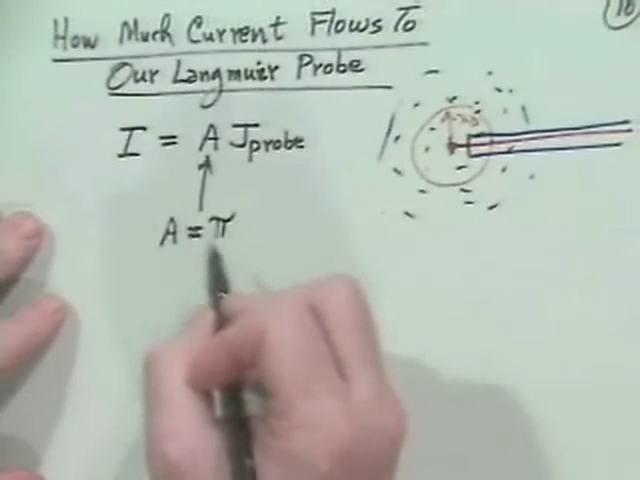 How Much Current Flows To
Our Langmuir Probe
I = A Jprobe
A = π